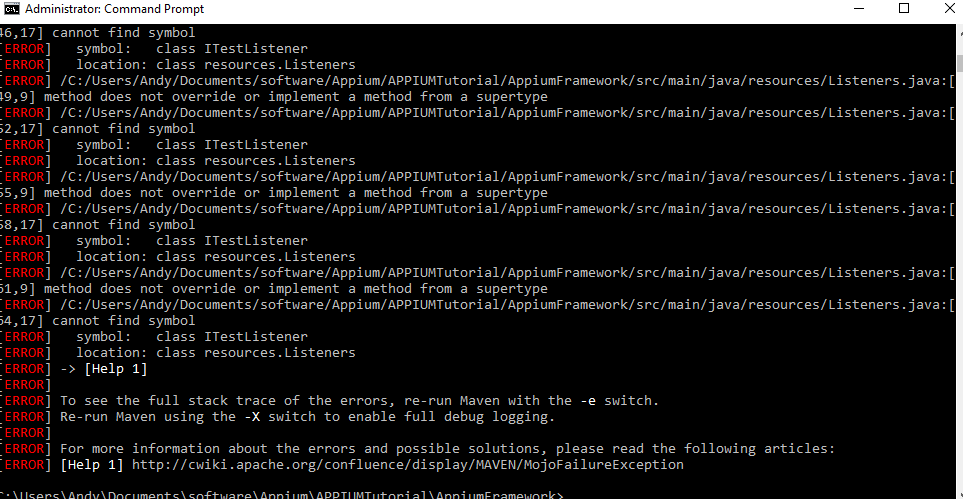 Administrator: Command Prompt
46,17] cannot find symbol
[ERROR]   symbol:   class ITestListener
[ERROR]   location: class resources.Listeners
[ERROR] /C:/Users/Andy/Documents/software/Appium/APPIUMTutorial/AppiumFramework/src/main/java/resources/Listeners.java:[
49,9] method does not override or implement a method from a supertype
[ERROR] /C:/Users/Andy/Documents/software/Appium/APPIUMTutorial/AppiumFramework/src/main/java/resources/Listeners.java:[
52,17] cannot find symbol
[ERROR]   symbol:   class ITestListener
[ERROR]   location: class resources.Listeners
[ERROR] /C:/Users/Andy/Documents/software/Appium/APPIUMTutorial/AppiumFramework/src/main/java/resources/Listeners.java:[
55,9] method does not override or implement a method from a supertype
[ERROR] /C:/Users/Andy/Documents/software/Appium/APPIUMTutorial/AppiumFramework/src/main/java/resources/Listeners.java:[
58,17] cannot find symbol
[ERROR]   symbol:   class ITestListener
[ERROR]   location: class resources.Listeners
[ERROR] /C:/Users/Andy/Documents/software/Appium/APPIUMTutorial/AppiumFramework/src/main/java/resources/Listeners.java:[
61,9] method does not override or implement a method from a supertype
[ERROR] /C:/Users/Andy/Documents/software/Appium/APPIUMTutorial/AppiumFramework/src/main/java/resources/Listeners.java:[
64,17] cannot find symbol
[ERROR]   symbol:   class ITestListener
[ERROR]   location: class resources.Listeners
[ERROR] -> [Help 1]
[ERROR]
[ERROR] To see the full stack trace of the errors, re-run Maven with the -e switch.
[ERROR] Re-run Maven using the -X switch to enable full debug logging.
[ERROR]
[ERROR] For more information about the errors and possible solutions, please read the following articles:
[ERROR] [Help 1] http://cwiki.apache.org/confluence/display/MAVEN/MojoFailureException
C:\Users\Andy\Documents\software\Appium\APPIUMTutorial\AppiumFramework>